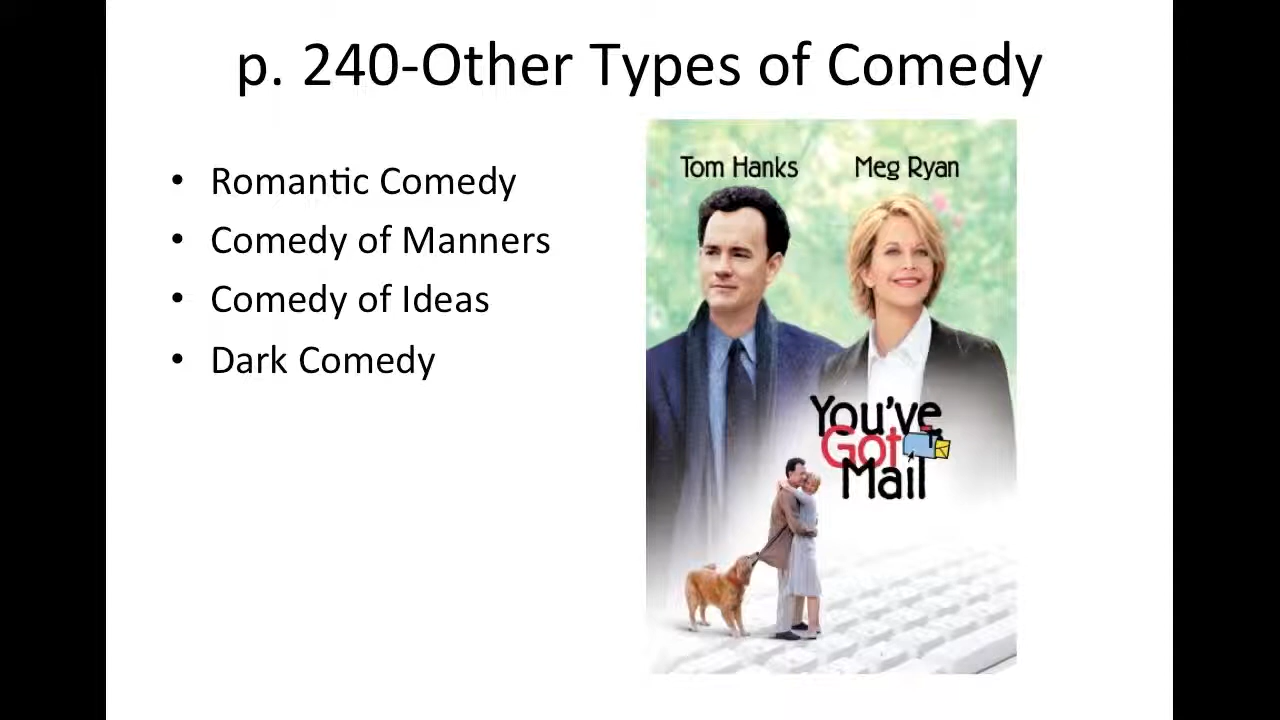 p. 240-Other Types of Comedy
• Romantic Comedy
• Comedy of Manners
• Comedy of Ideas
• Dark Comedy
Tom Hanks Meg Ryan
You've
Got
Mail